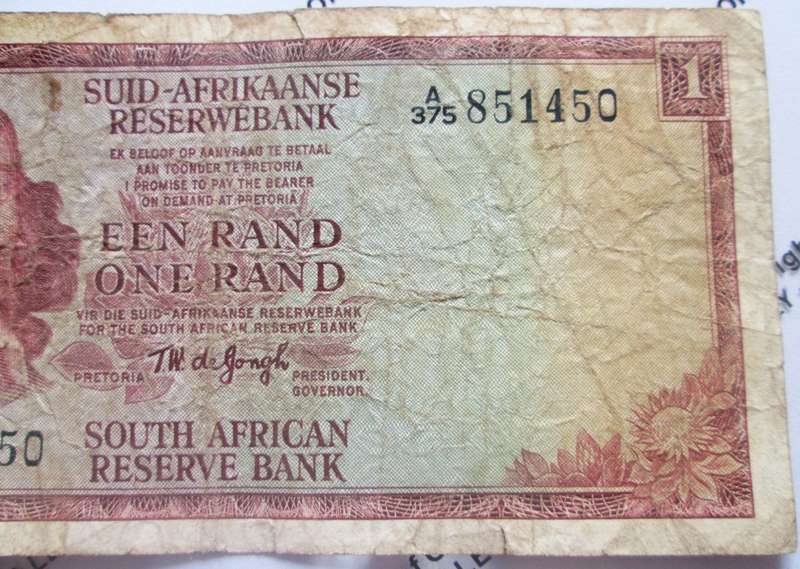 SUID-AFRIKAANSE
RESERWEBANK
A/375 851450
1
EK BELOOF OP AANVRAAG TE BETAAL
AAN TOONDER TE PRETORIA
I PROMISE TO PAY THE BEARER
ON DEMAND AT PRETORIA
EEN RAND
ONE RAND
VIR DIE SUID-AFRIKAANSE RESERWEBANK
FOR THE SOUTH AFRICAN RESERVE BANK
T.W. de Jongh
PRETORIA
PRESIDENT.
GOVERNOR.
50
SOUTH AFRICAN
RESERVE BANK